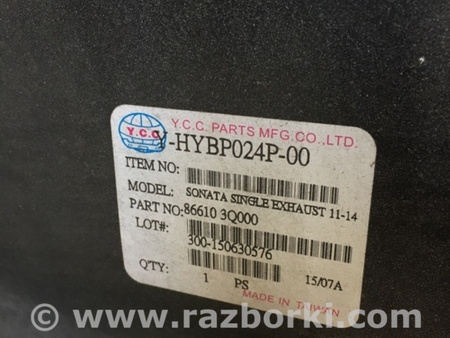 Y.C.C. PARTS MFG.CO.,LTD.
Y.C.C
Y-HYBP024P-00
ITEM NO:
MODEL: SONATA SINGLE EXHAUST 11-14
PART NO:86610 3Q000
LOT#:
300-150630576
Q'TY: 1 PS 15/07A
MADE IN TAIWAN
© www.razborki.com